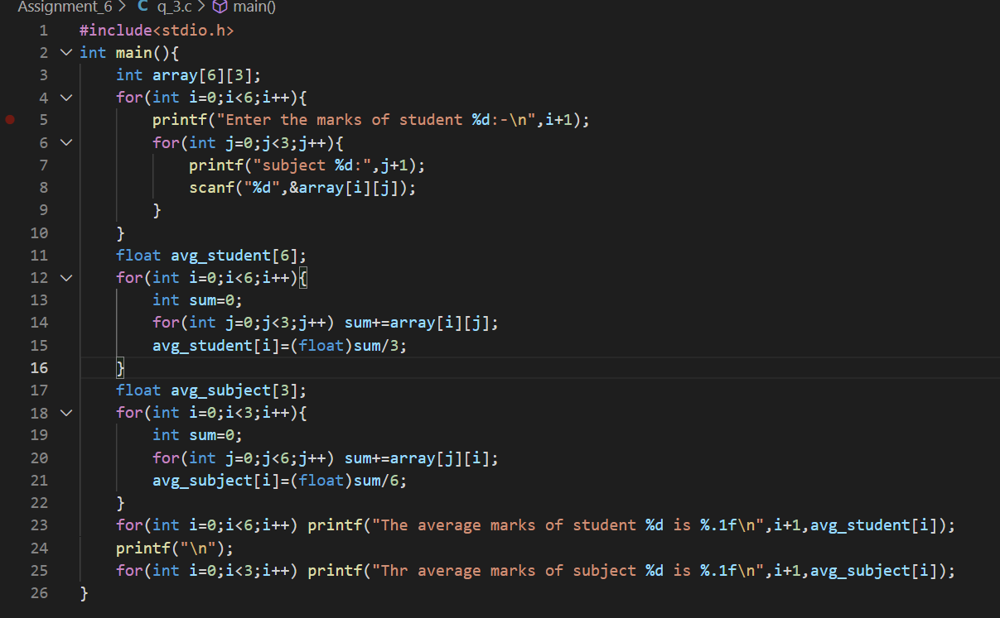 Assignment_6 > C q_3.c > main()
1 #include<stdio.h>
2 int main(){
3     int array[6][3];
4     for(int i=0;i<6;i++){
5         printf("Enter the marks of student %d:-\n",i+1);
6         for(int j=0;j<3;j++){
7             printf("subject %d:",j+1);
8             scanf("%d",&array[i][j]);
9         }
10     }
11     float avg_student[6];
12     for(int i=0;i<6;i++){
13         int sum=0;
14         for(int j=0;j<3;j++) sum+=array[i][j];
15         avg_student[i]=(float)sum/3;
16     }
17     float avg_subject[3];
18     for(int i=0;i<3;i++){
19         int sum=0;
20         for(int j=0;j<6;j++) sum+=array[j][i];
21         avg_subject[i]=(float)sum/6;
22     }
23     for(int i=0;i<6;i++) printf("The average marks of student %d is %.1f\n",i+1,avg_student[i]);
24     printf("\n");
25     for(int i=0;i<3;i++) printf("Thr average marks of subject %d is %.1f\n",i+1,avg_subject[i]);
26 }